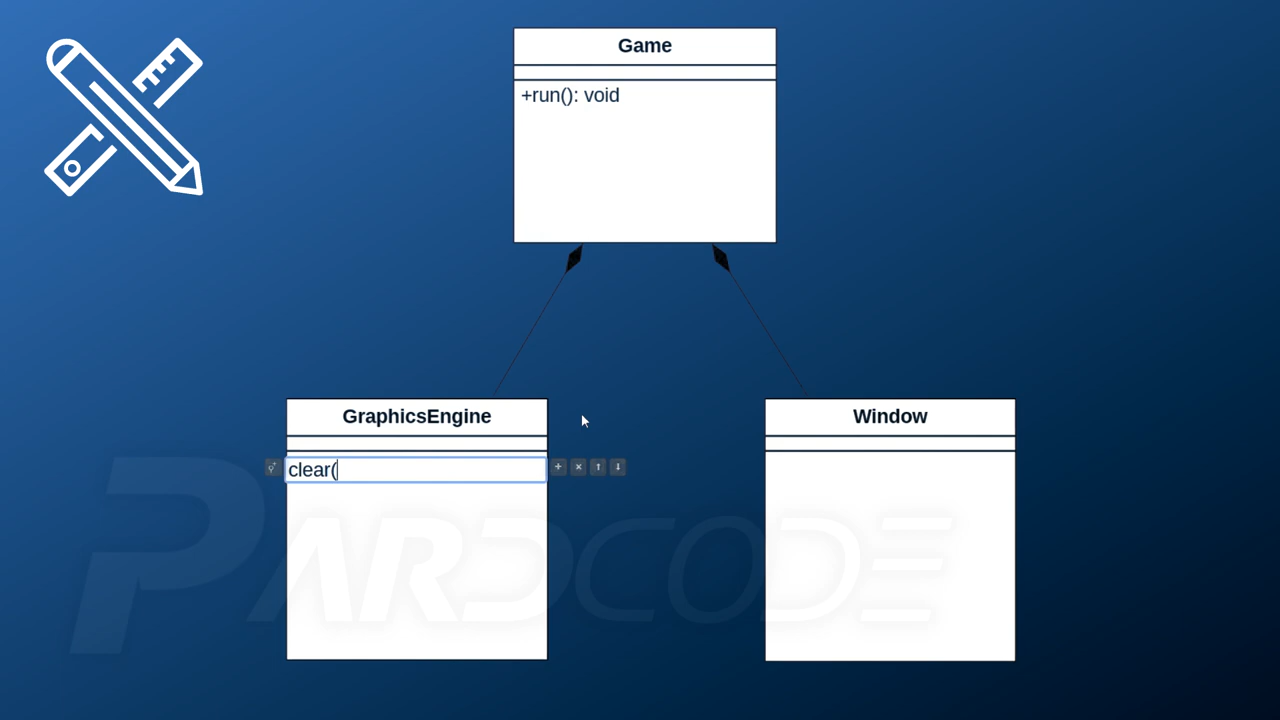 Game
+run(): void
GraphicsEngine
Window
clear(
PARDCODE